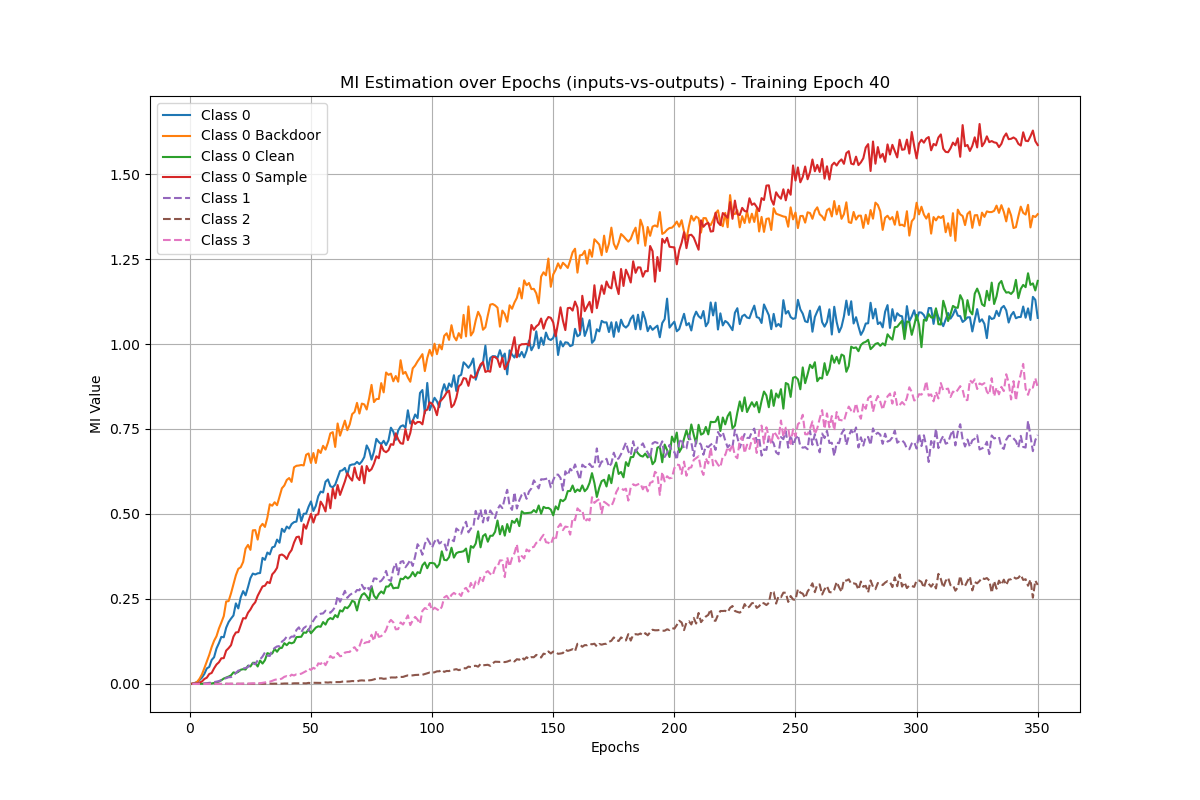 MI Estimation over Epochs (inputs-vs-outputs) - Training Epoch 40
Class 0
Class 0 Backdoor
Class 0 Clean
Class 0 Sample
Class 1
Class 2
Class 3
1.50
1.25
1.00
0.75
0.50
0.25
0.00
MI Value
0 50 100 150 200 250 300 350
Epochs